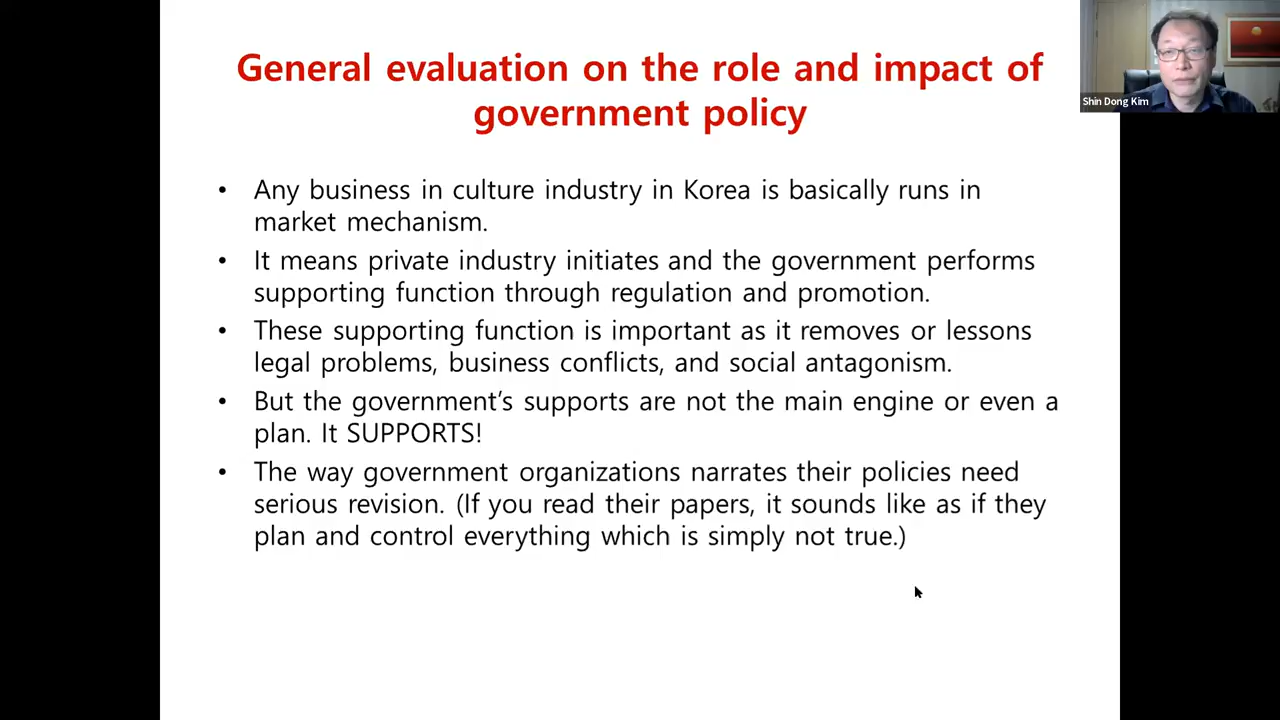 General evaluation on the role and impact of
government policy
Shin Dong Kim
• Any business in culture industry in Korea is basically runs in
market mechanism.
• It means private industry initiates and the government performs
supporting function through regulation and promotion.
• These supporting function is important as it removes or lessons
legal problems, business conflicts, and social antagonism.
• But the government’s supports are not the main engine or even a
plan. It SUPPORTS!
• The way government organizations narrates their policies need
serious revision. (If you read their papers, it sounds like as if they
plan and control everything which is simply not true.)